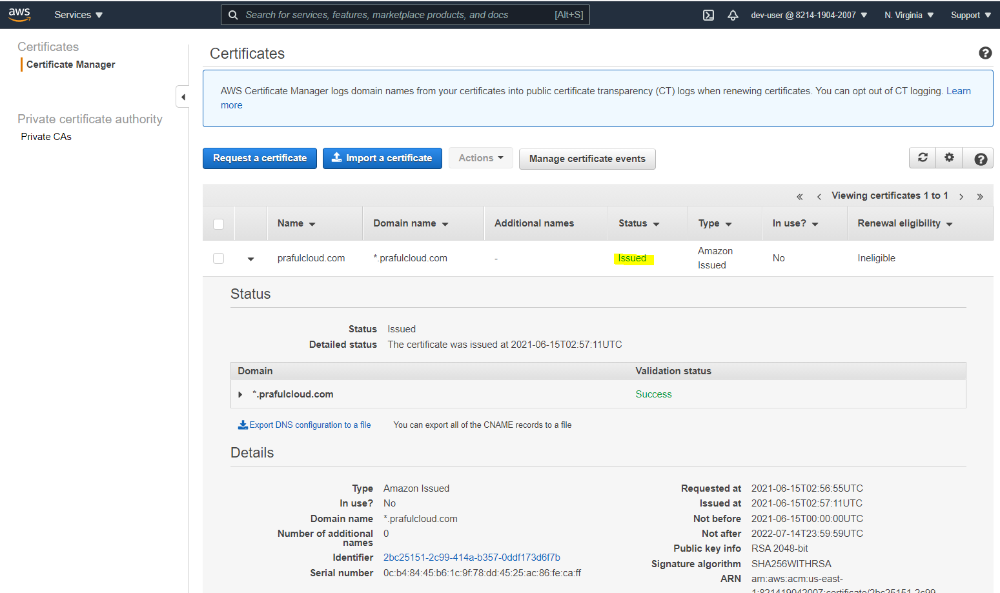 aws
Services
Search for services, features, marketplace products, and docs
[Alt+S]
dev-user @ 8214-1904-2007
N. Virginia
Support
Certificates
Certificate Manager
Private certificate authority
Private CAs
Certificates
AWS Certificate Manager logs domain names from your certificates into public certificate transparency (CT) logs when renewing certificates. You can opt out of CT logging. Learn
more
Request a certificate
Import a certificate
Actions
Manage certificate events
« ‹ Viewing certificates 1 to 1 › »
Name Domain name Additional names Status Type In use? Renewal eligibility
prafulcloud.com *.prafulcloud.com - Issued Amazon Issued No Ineligible
Status
Status Issued
Detailed status The certificate was issued at 2021-06-15T02:57:11UTC
Domain Validation status
*.prafulcloud.com Success
Export DNS configuration to a file You can export all of the CNAME records to a file
Details
Type Amazon Issued
In use? No
Domain name *.prafulcloud.com
Number of additional names 0
Identifier 2bc25151-2c99-414a-b357-0ddf173d6f7b
Serial number 0c:b4:84:45:b6:1c:9f:78:dd:45:25:ac:86:fe:ca:ff
Requested at 2021-06-15T02:56:55UTC
Issued at 2021-06-15T02:57:11UTC
Not before 2021-06-15T00:00:00UTC
Not after 2022-07-14T23:59:59UTC
Public key info RSA 2048-bit
Signature algorithm SHA256WITHRSA
ARN arn:aws:acm:us-east-
1:821419042007:certificate/2bc25151-2c99